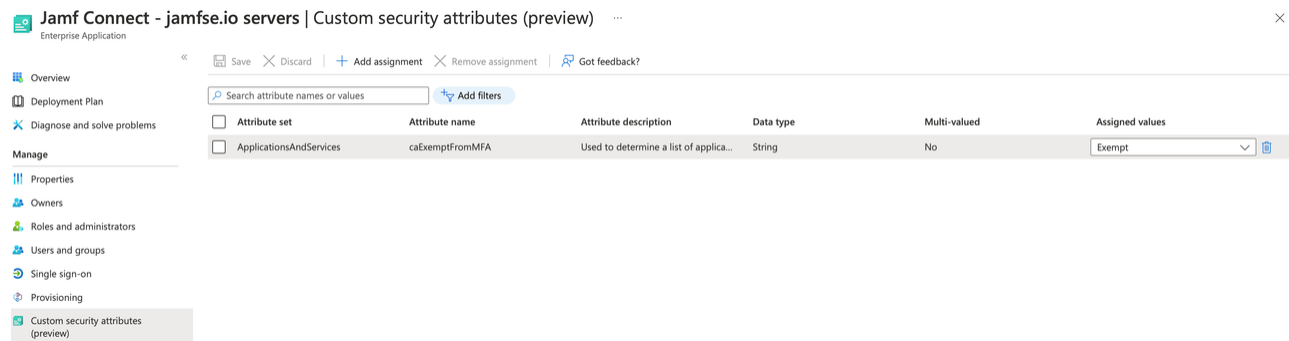 Jamf Connect - jamfse.io servers | Custom security attributes (preview) ...
Enterprise Application
«
Save Discard Add assignment Remove assignment Got feedback?
Overview
Deployment Plan
Diagnose and solve problems
Manage
Properties
Owners
Roles and administrators
Users and groups
Single sign-on
Provisioning
Custom security attributes
(preview)
Search attribute names or values Add filters
Attribute set Attribute name Attribute description Data type Multi-valued Assigned values
ApplicationsAndServices caExemptFromMFA Used to determine a list of applica... String No Exempt